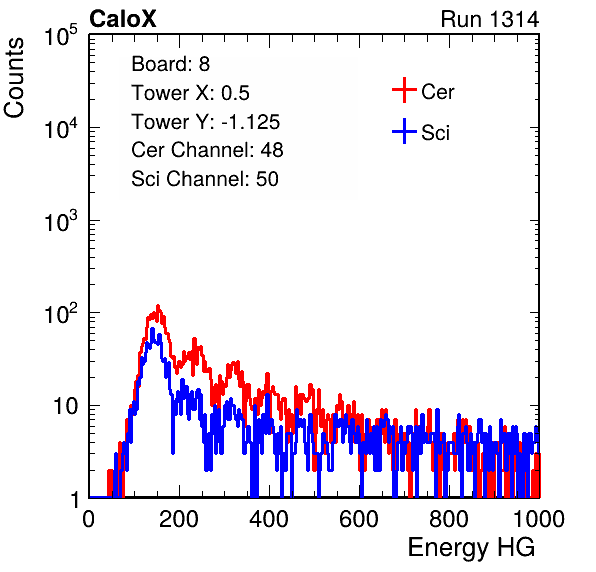 CaloX Run 1314
Counts
Board: 8
Tower X: 0.5
Tower Y: -1.125
Cer Channel: 48
Sci Channel: 50
Cer
Sci
10^5
10^4
10^3
10^2
10
1
0 200 400 600 800 1000
Energy HG